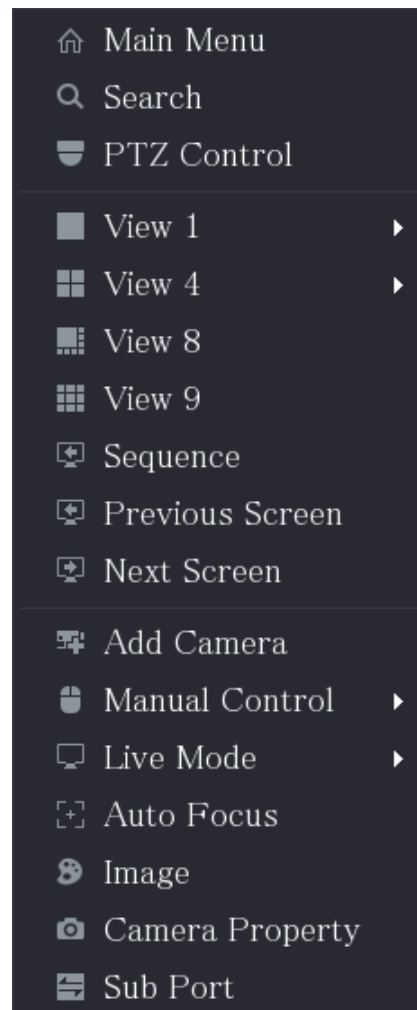 Main Menu
Search
PTZ Control
View 1
View 4
View 8
View 9
Sequence
Previous Screen
Next Screen
Add Camera
Manual Control
Live Mode
Auto Focus
Image
Camera Property
Sub Port